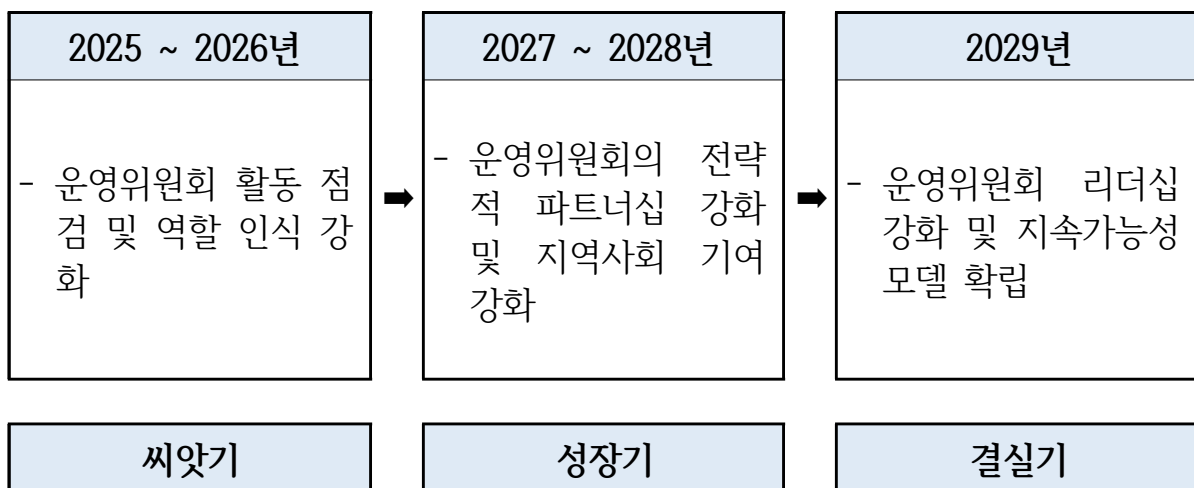 2025 ~ 2026년
- 운영위원회 활동 점
검 및 역할 인식 강
화
➡
2027 ~ 2028년
- 운영위원회의 전략
적 파트너십 강화
및 지역사회 기여
강화
➡
2029년
- 운영위원회 리더십
강화 및 지속가능성
모델 확립
씨앗기
성장기
결실기